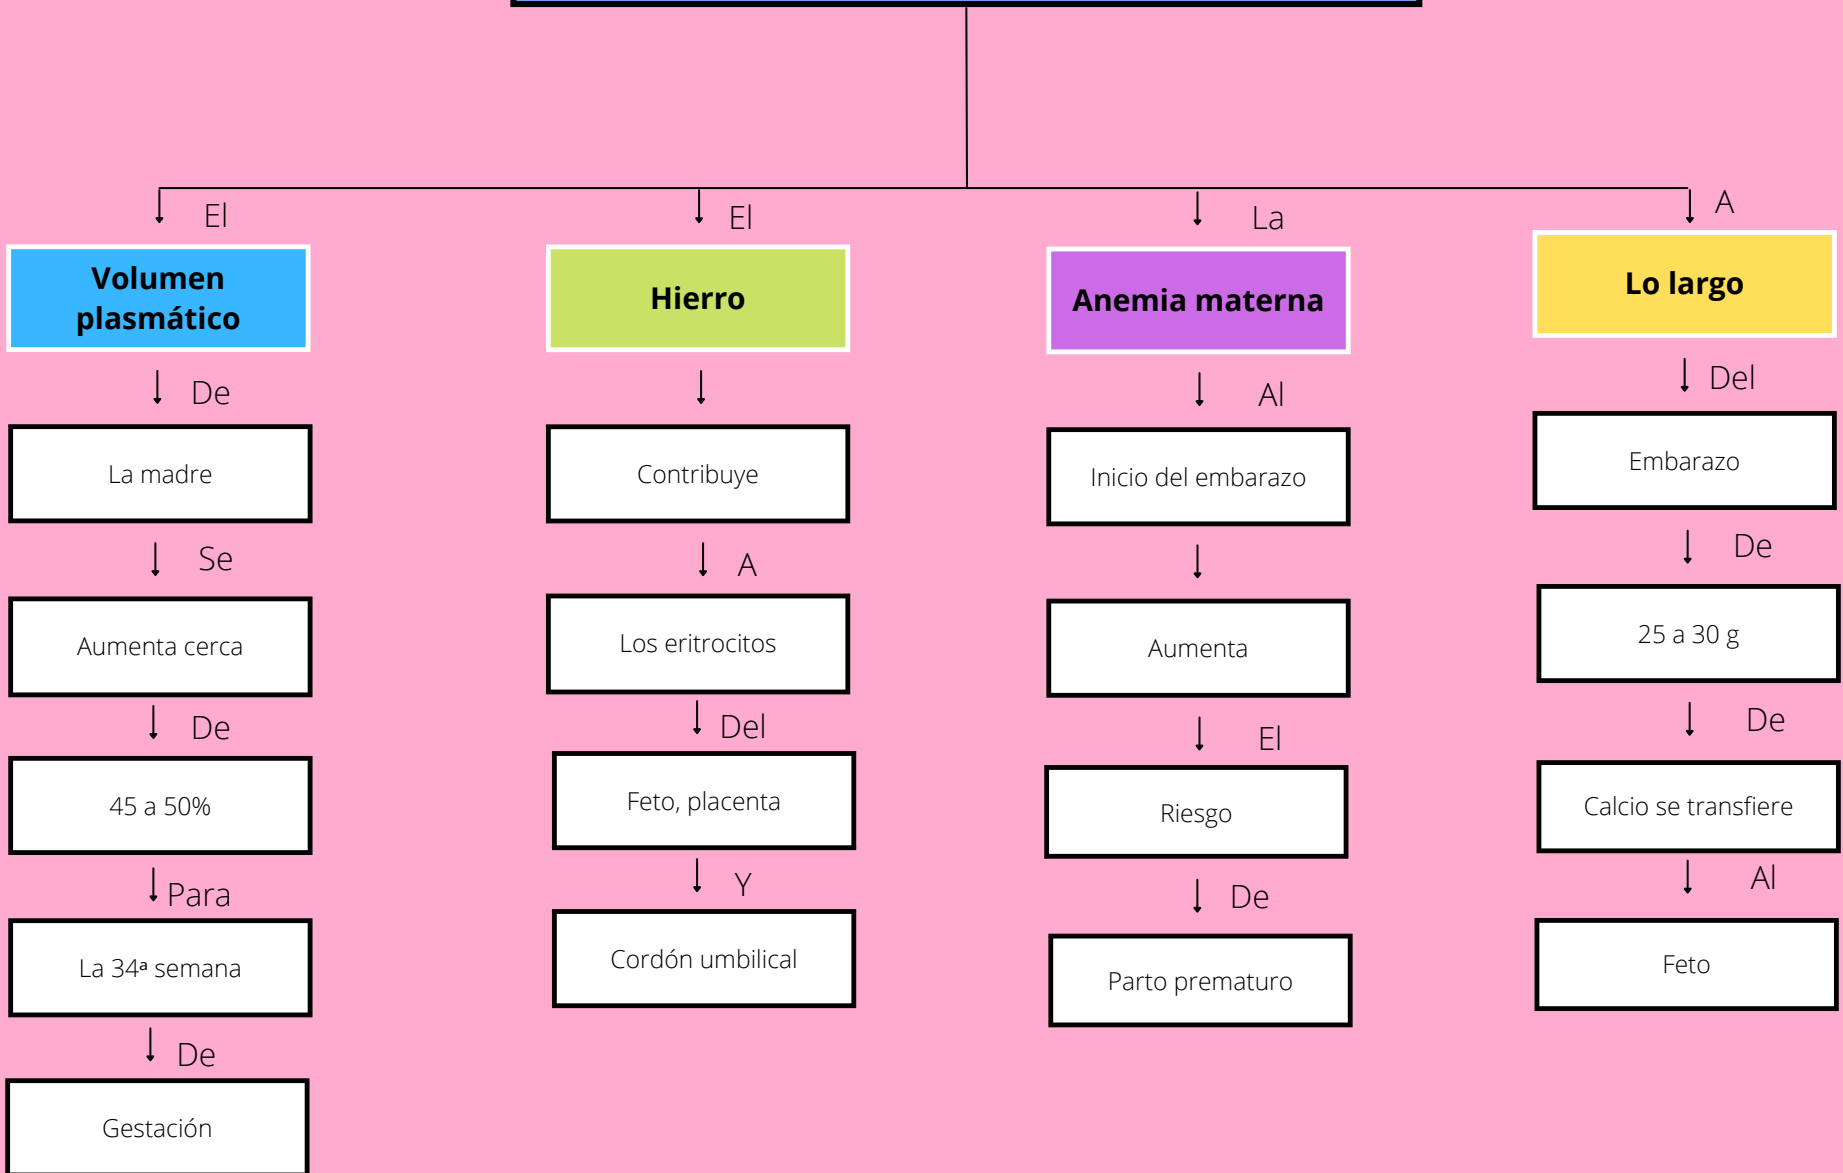 El
Volumen
plasmático
De
La madre
Se
Aumenta cerca
De
45 a 50%
Para
La 34ª semana
De
Gestación
El
Hierro
Contribuye
A
Los eritrocitos
Del
Feto, placenta
Y
Cordón umbilical
La
Anemia materna
Al
Inicio del embarazo
Aumenta
El
Riesgo
De
Parto prematuro
A
Lo largo
Del
Embarazo
De
25 a 30 g
De
Calcio se transfiere
Al
Feto